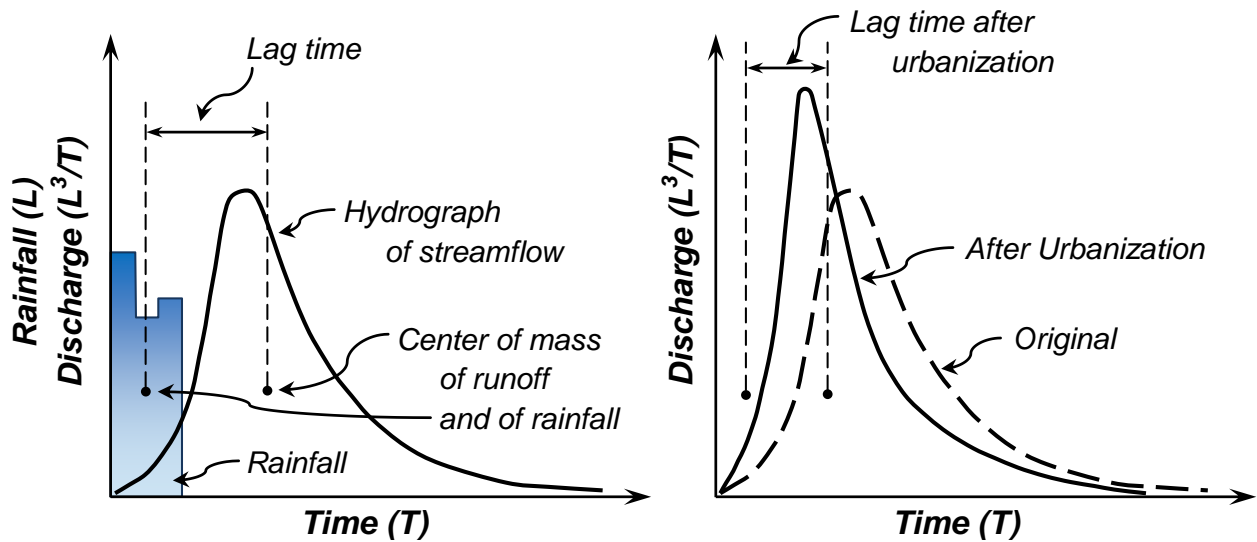 Lag time
Rainfall (L)
Discharge (L³/T)
Hydrograph
of streamflow
Center of mass
of runoff
and of rainfall
Rainfall
Time (T)
Lag time after
urbanization
Discharge (L³/T)
After Urbanization
Original
Time (T)